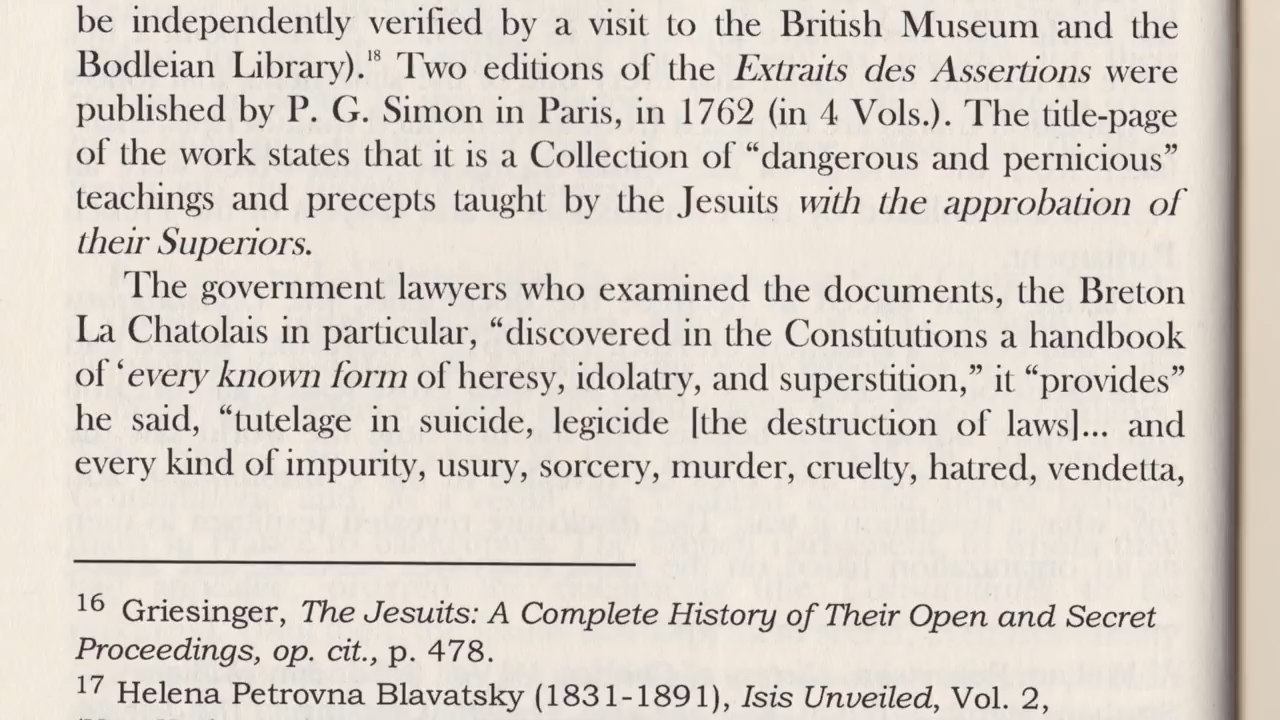 be independently verified by a visit to the British Museum and the
Bodleian Library).18 Two editions of the Extraits des Assertions were
published by P. G. Simon in Paris, in 1762 (in 4 Vols.). The title-page
of the work states that it is a Collection of “dangerous and pernicious”
teachings and precepts taught by the Jesuits with the approbation of
their Superiors.
The government lawyers who examined the documents, the Breton
La Chatolais in particular, “discovered in the Constitutions a handbook
of ‘every known form of heresy, idolatry, and superstition,” it “provides”
he said, “tutelage in suicide, legicide [the destruction of laws]... and
every kind of impurity, usury, sorcery, murder, cruelty, hatred, vendetta,
16 Griesinger, The Jesuits: A Complete History of Their Open and Secret
Proceedings, op. cit., p. 478.
17 Helena Petrovna Blavatsky (1831-1891), Isis Unveiled, Vol. 2,